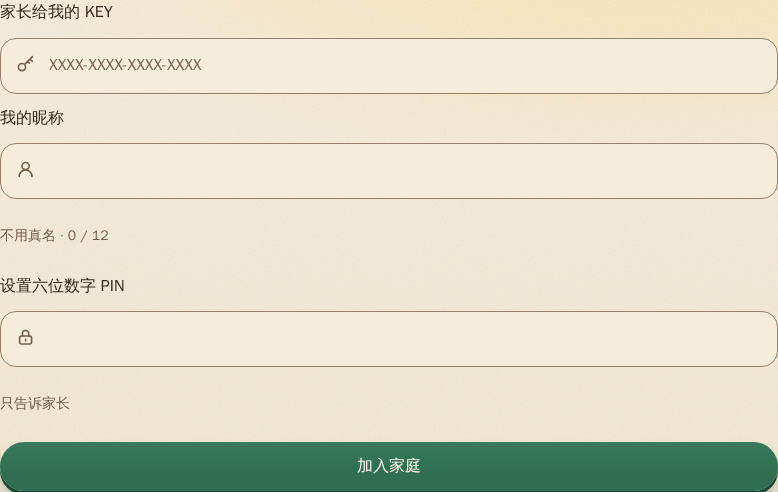 家长给我的 KEY
XXXX-XXXX-XXXX-XXXX
我的昵称
不用真名 · 0 / 12
设置六位数字 PIN
只告诉家长
加入家庭